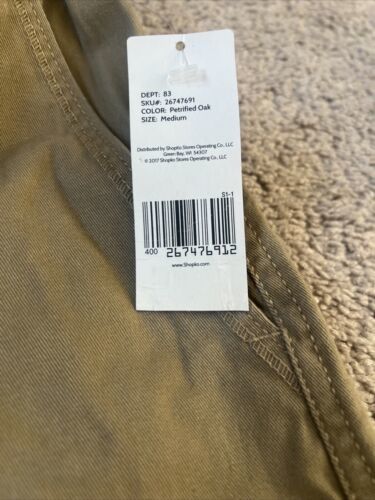 DEPT: 83
SKU#: 26747691
COLOR: Petrified Oak
SIZE: Medium
Distributed by Shopko Stores Operating Co., LLC
Green Bay, WI 54307
© 2017 Shopko Stores Operating Co., LLC
S1-1
400 267476912
www.Shopko.com